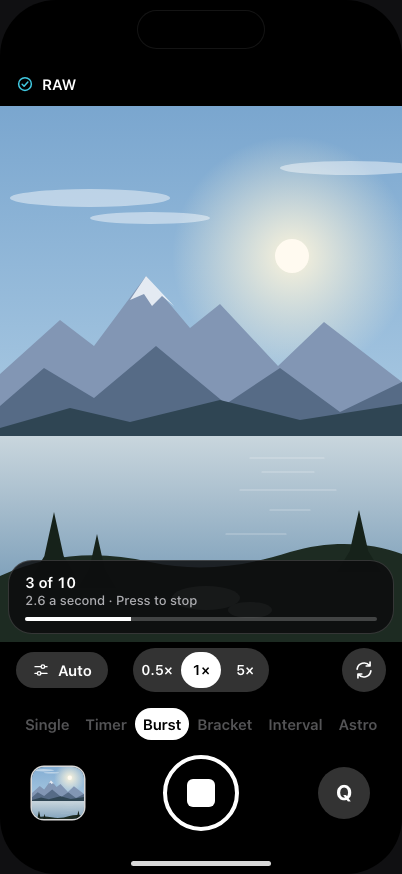 RAW
3 of 10
2.6 a second · Press to stop
Auto
0.5× 1× 5×
Single Timer Burst Bracket Interval Astro
Q